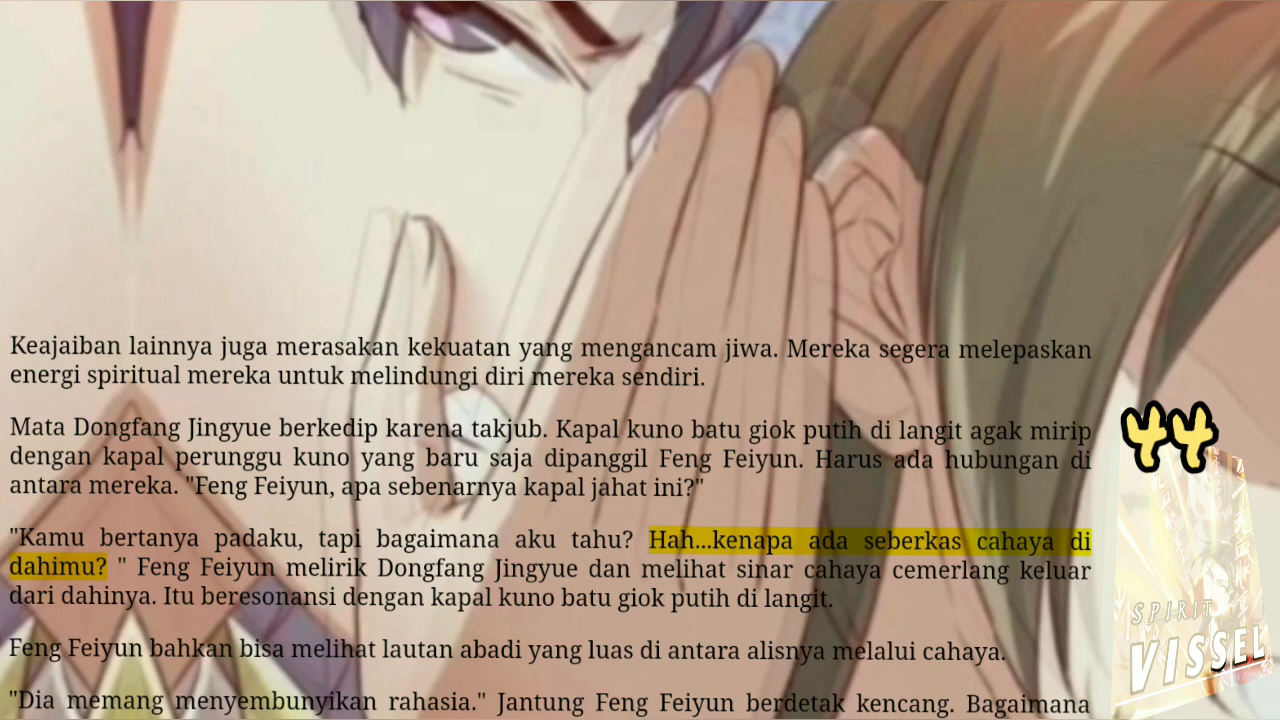 Keajaiban lainnya juga merasakan kekuatan yang mengancam jiwa. Mereka segera melepaskan
energi spiritual mereka untuk melindungi diri mereka sendiri.
Mata Dongfang Jingyue berkedip karena takjub. Kapal kuno batu giok putih di langit agak mirip
dengan kapal perunggu kuno yang baru saja dipanggil Feng Feiyun. Harus ada hubungan di
antara mereka. "Feng Feiyun, apa sebenarnya kapal jahat ini?"
"Kamu bertanya padaku, tapi bagaimana aku tahu? Hah...kenapa ada seberkas cahaya di
dahimu? " Feng Feiyun melirik Dongfang Jingyue dan melihat sinar cahaya cemerlang keluar
dari dahinya. Itu beresonansi dengan kapal kuno batu giok putih di langit.
Feng Feiyun bahkan bisa melihat lautan abadi yang luas di antara alisnya melalui cahaya.
"Dia memang menyembunyikan rahasia." Jantung Feng Feiyun berdetak kencang. Bagaimana
44
SPIRIT
VISSEL